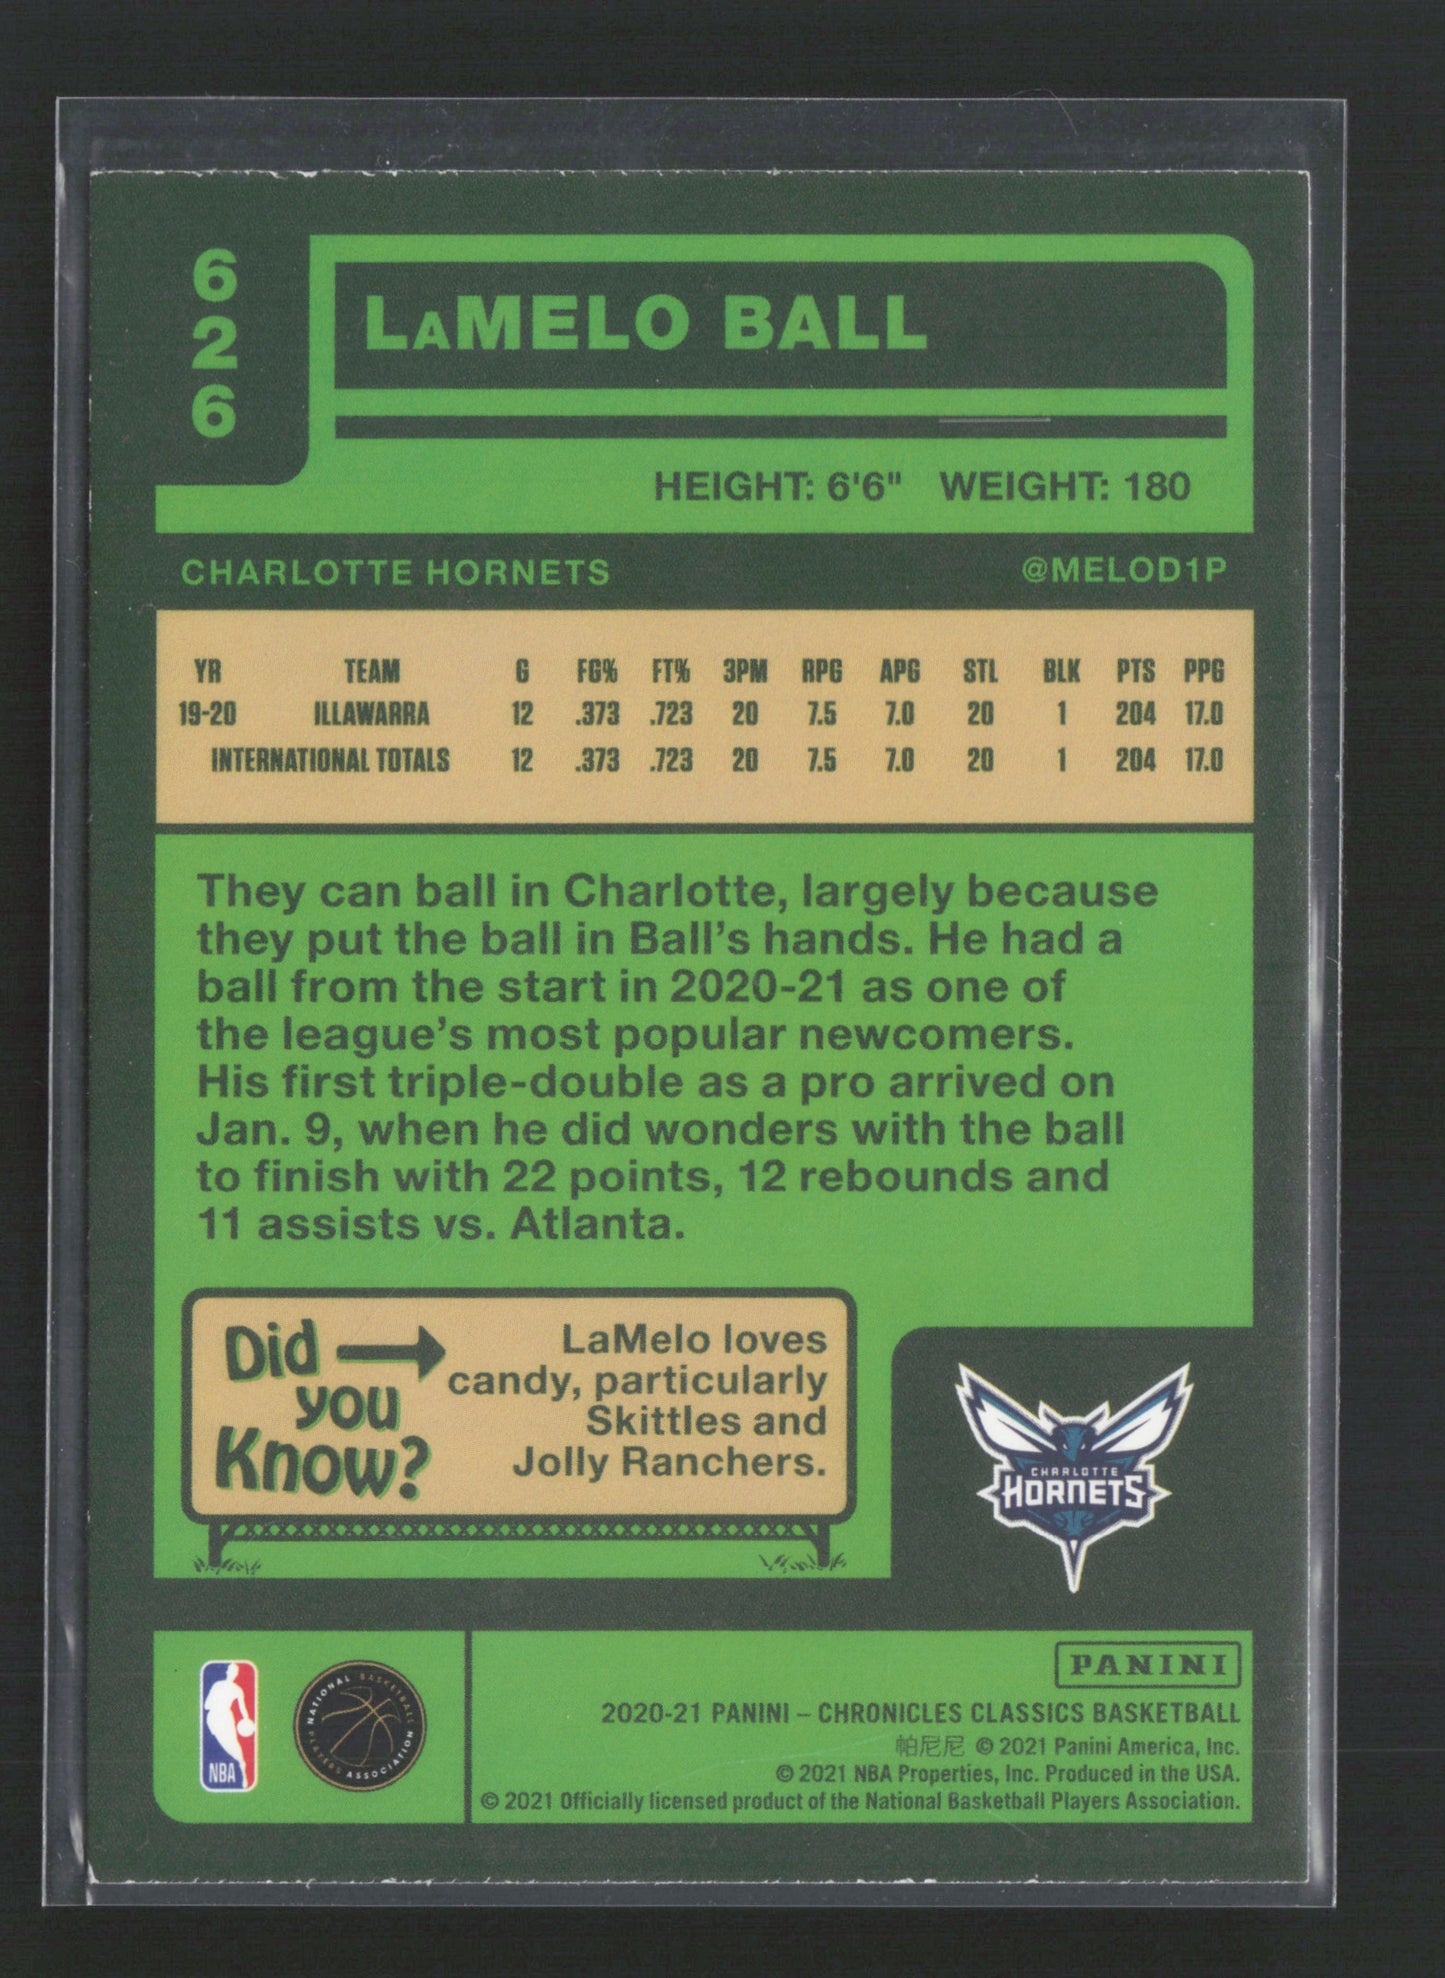 626
LaMELO BALL
HEIGHT: 6'6" WEIGHT: 180
CHARLOTTE HORNETS @MELOD1P
YR TEAM G FG% FT% 3PM RPG APG STL BLK PTS PPG
19-20 ILLAWARRA 12 .373 .723 20 7.5 7.0 20 1 204 17.0
INTERNATIONAL TOTALS 12 .373 .723 20 7.5 7.0 20 1 204 17.0
They can ball in Charlotte, largely because
they put the ball in Ball's hands. He had a
ball from the start in 2020-21 as one of
the league's most popular newcomers.
His first triple-double as a pro arrived on
Jan. 9, when he did wonders with the ball
to finish with 22 points, 12 rebounds and
11 assists vs. Atlanta.
Did
you
Know?
LaMelo loves
candy, particularly
Skittles and
Jolly Ranchers.
CHARLOTTE
HORNETS
NBA
NATIONAL BASKETBALL
PLAYERS ASSOCIATION
PANINI
2020-21 PANINI – CHRONICLES CLASSICS BASKETBALL
帕尼尼 © 2021 Panini America, Inc.
© 2021 NBA Properties, Inc. Produced in the USA.
© 2021 Officially licensed product of the National Basketball Players Association.